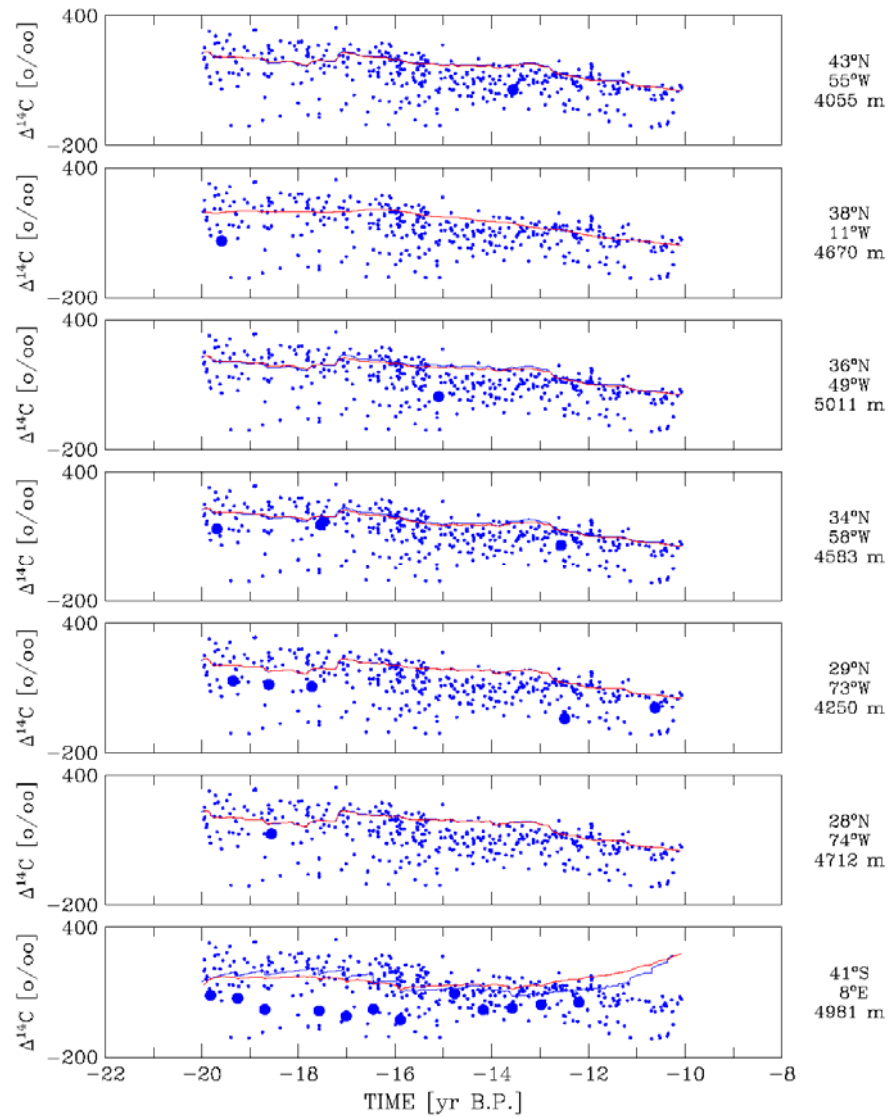 400
Δ¹⁴C [o/oo]
-200
43°N
55°W
4055 m
400
Δ¹⁴C [o/oo]
-200
38°N
11°W
4670 m
400
Δ¹⁴C [o/oo]
-200
36°N
49°W
5011 m
400
Δ¹⁴C [o/oo]
-200
34°N
58°W
4583 m
400
Δ¹⁴C [o/oo]
-200
29°N
73°W
4250 m
400
Δ¹⁴C [o/oo]
-200
28°N
74°W
4712 m
400
Δ¹⁴C [o/oo]
-200
41°S
8°E
4981 m
-22 -20 -18 -16 -14 -12 -10 -8
TIME [yr B.P.]